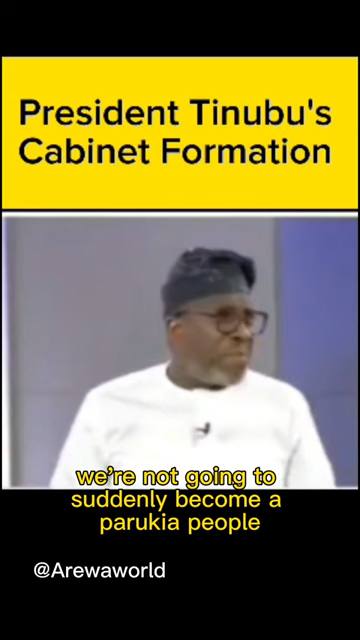 President Tinubu's
Cabinet Formation
we're not going to
suddenly become a
parukia people
@Arewaworld